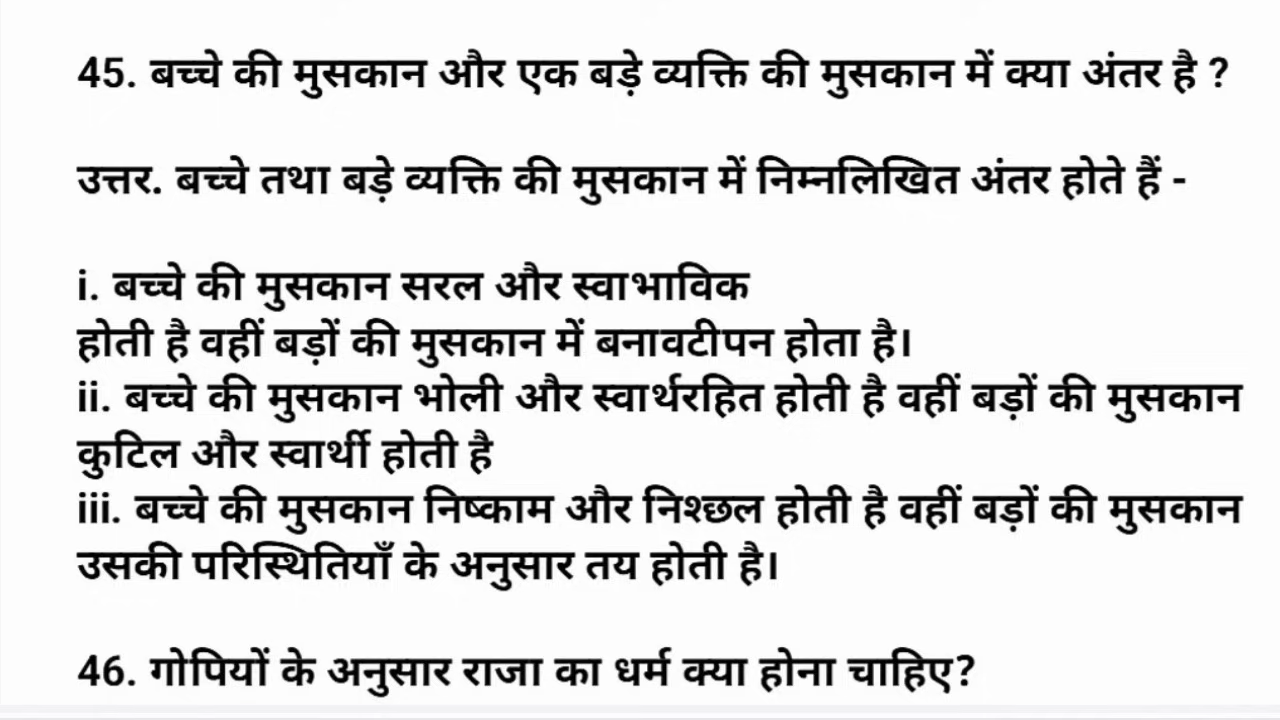 45. बच्चे की मुसकान और एक बड़े व्यक्ति की मुसकान में क्या अंतर है ?
उत्तर. बच्चे तथा बड़े व्यक्ति की मुसकान में निम्नलिखित अंतर होते हैं -
i. बच्चे की मुसकान सरल और स्वाभाविक
होती है वहीं बड़ों की मुसकान में बनावटीपन होता है।
ii. बच्चे की मुसकान भोली और स्वार्थरहित होती है वहीं बड़ों की मुसकान
कुटिल और स्वार्थी होती है
iii. बच्चे की मुसकान निष्काम और निश्छल होती है वहीं बड़ों की मुसकान
उसकी परिस्थितियाँ के अनुसार तय होती है।
46. गोपियों के अनुसार राजा का धर्म क्या होना चाहिए?